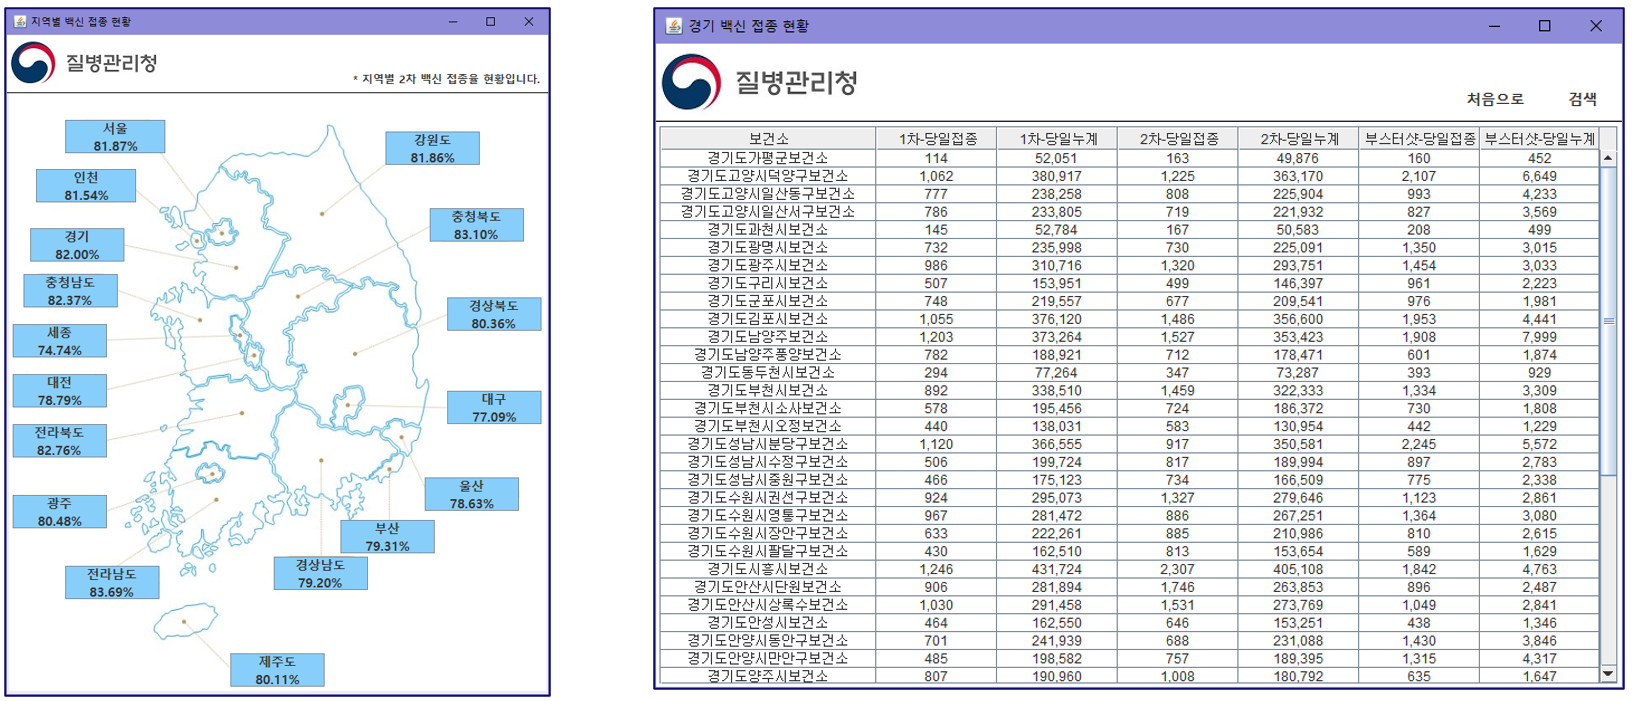 지역별 백신 접종 현황
질병관리청
* 지역별 2차 백신 접종율 현황입니다.
서울
81.87%
강원도
81.86%
인천
81.54%
충청북도
83.10%
경기
82.00%
충청남도
82.37%
경상북도
80.36%
세종
74.74%
대전
78.79%
대구
77.09%
전라북도
82.76%
울산
78.63%
광주
80.48%
부산
79.31%
경상남도
79.20%
전라남도
83.69%
제주도
80.11%
경기 백신 접종 현황
질병관리청
처음으로 검색
보건소 1차-당일접종 1차-당일누계 2차-당일접종 2차-당일누계 부스터샷-당일접종 부스터샷-당일누계
경기도가평군보건소 114 52,051 163 49,876 160 452
경기도고양시덕양구보건소 1,062 380,917 1,225 363,170 2,107 6,649
경기도고양시일산동구보건소 777 238,258 808 225,904 993 4,233
경기도고양시일산서구보건소 786 233,805 719 221,932 827 3,569
경기도과천시보건소 145 52,784 167 50,583 208 499
경기도광명시보건소 732 235,998 730 225,091 1,350 3,015
경기도광주시보건소 986 310,716 1,320 293,751 1,454 3,033
경기도구리시보건소 507 153,951 499 146,397 961 2,223
경기도군포시보건소 748 219,557 677 209,541 976 1,981
경기도김포시보건소 1,055 376,120 1,486 356,600 1,953 4,441
경기도남양주보건소 1,203 373,264 1,527 353,423 1,908 7,999
경기도남양주풍양보건소 782 188,921 712 178,471 601 1,874
경기도동두천시보건소 294 77,264 347 73,287 393 929
경기도부천시보건소 892 338,510 1,459 322,333 1,334 3,309
경기도부천시소사보건소 578 195,456 724 186,372 730 1,808
경기도부천시오정보건소 440 138,031 583 130,954 442 1,229
경기도성남시분당구보건소 1,120 366,555 917 350,581 2,245 5,572
경기도성남시수정구보건소 506 199,724 817 189,994 897 2,783
경기도성남시중원구보건소 466 175,123 734 166,509 775 2,338
경기도수원시권선구보건소 924 295,073 1,327 279,646 1,123 2,861
경기도수원시영통구보건소 967 281,472 886 267,251 1,364 3,080
경기도수원시장안구보건소 633 222,261 885 210,986 810 2,615
경기도수원시팔달구보건소 430 162,510 813 153,654 589 1,629
경기도시흥시보건소 1,246 431,724 2,307 405,108 1,842 4,763
경기도안산시단원보건소 906 281,894 1,746 263,853 896 2,487
경기도안산시상록수보건소 1,030 291,458 1,531 273,769 1,049 2,841
경기도안성시보건소 464 162,550 646 153,251 438 1,346
경기도안양시동안구보건소 701 241,939 688 231,088 1,430 3,846
경기도안양시만안구보건소 485 198,582 757 189,395 1,315 4,317
경기도양주시보건소 807 190,960 1,008 180,792 635 1,647